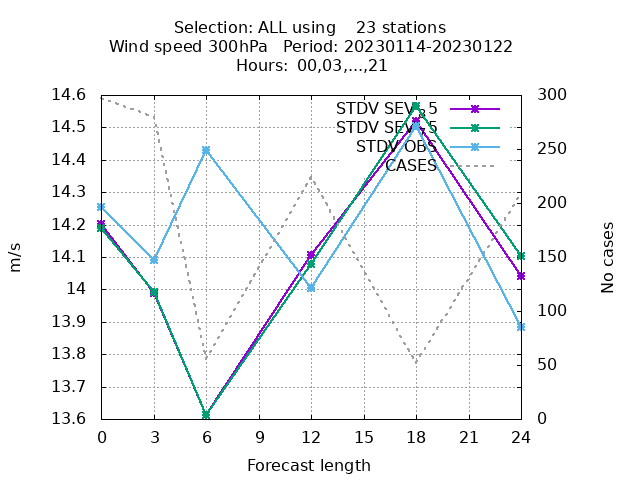 Selection: ALL using 23 stations
Wind speed 300hPa Period: 20230114-20230122
Hours: 00,03,...,21
14.6
14.5
14.4
14.3
14.2
14.1
14
13.9
13.8
13.7
13.6
300
250
200
150
100
50
0
STDV OBS
CASES
m/s
No cases
0 3 6 9 12 15 18 21 24
Forecast length